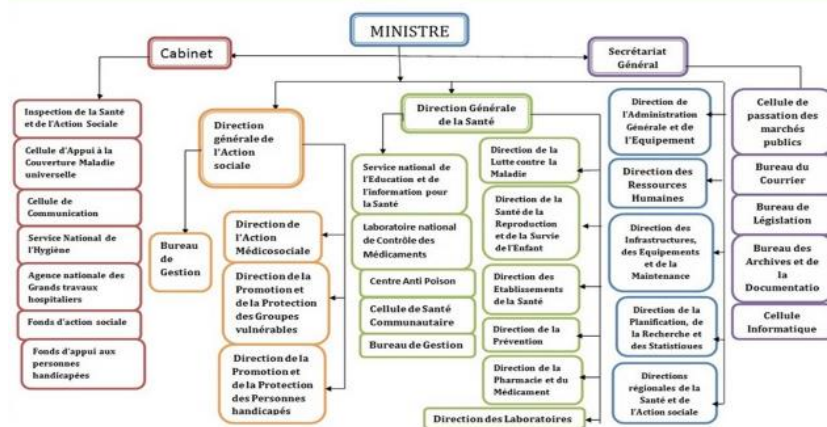 MINISTRE
Cabinet
Secrétariat
Général
Inspection de la Santé
et de l'Action Sociale
Cellule d'Appui à la
Couverture Maladie
universelle
Cellule de
Communication
Service National de
l'Hygiène
Agence nationale des
Grands travaux
hospitaliers
Fonds d'action sociale
Fonds d'appui aux
personnes
handicapées
Direction
générale de
l'Action
sociale
Bureau
de
Gestion
Direction de
l'Action
Médicosociale
Direction de la
Promotion et
de la Protection
des Groupes
vulnérables
Direction de la
Promotion et
de la Protection
des Personnes
handicapés
Direction Générale
de la Santé
Service national de
l'Education et de
l'information pour
la Santé
Laboratoire national
de Contrôle des
Médicaments
Centre Anti Poison
Cellule de Santé
Communautaire
Bureau de Gestion
Direction de la
Lutte contre la
Maladie
Direction de la
Santé de la
Reproduction
et de la Survie
de l'Enfant
Direction des
Etablissements
de la Santé
Direction de la
Prévention
Direction de la
Pharmacie et du
Médicament
Direction des Laboratoires
Direction de
l'Administration
Générale et de
l'Equipement
Direction des
Ressources
Humaines
Direction des
Infrastructures,
des Equipements
et de la
Maintenance
Direction de la
Planification, de
la Recherche et
des Statistiques
Directions
régionales de la
Santé et de
l'Action sociale
Cellule de
passation des
marchés
publics
Bureau du
Courrier
Bureau de
Législation
Bureau des
Archives et de
la
Documentatio
Cellule
Informatique